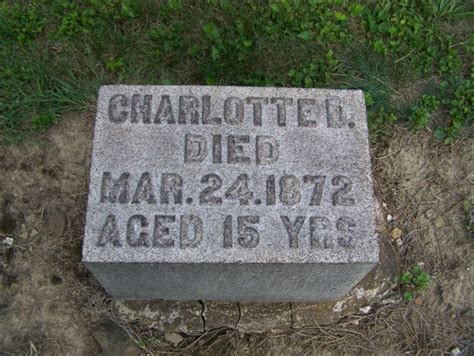 CHARLOTTE D.
DIED
MAR. 24. 1872
AGED 15 YRS